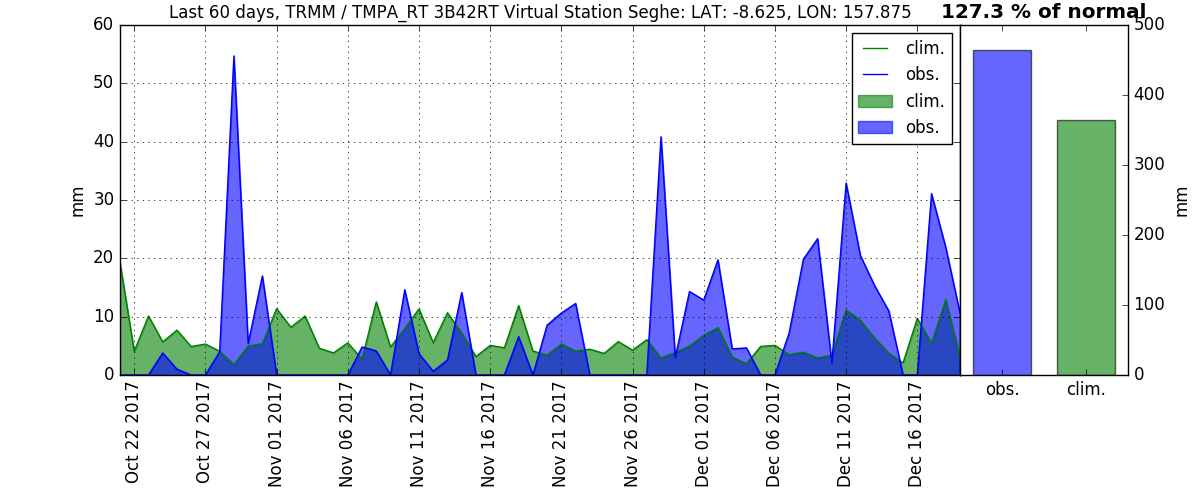 Last 60 days, TRMM / TMPA_RT 3B42RT Virtual Station Seghe: LAT: -8.625, LON: 157.875
127.3 % of normal
60
50
40
30
20
10
0
mm
clim.
obs.
clim.
obs.
Oct 22 2017
Oct 27 2017
Nov 01 2017
Nov 06 2017
Nov 11 2017
Nov 16 2017
Nov 21 2017
Nov 26 2017
Dec 01 2017
Dec 06 2017
Dec 11 2017
Dec 16 2017
500
400
300
200
100
0
mm
obs.
clim.